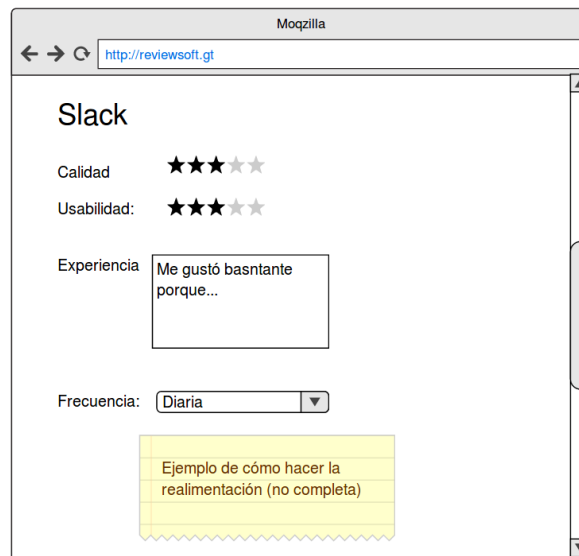 Moqzilla
http://reviewsoft.gt
Slack
Calidad
Usabilidad:
Experiencia
Me gustó basntante
porque...
Frecuencia:
Diaria
Ejemplo de cómo hacer la
realimentación (no completa)